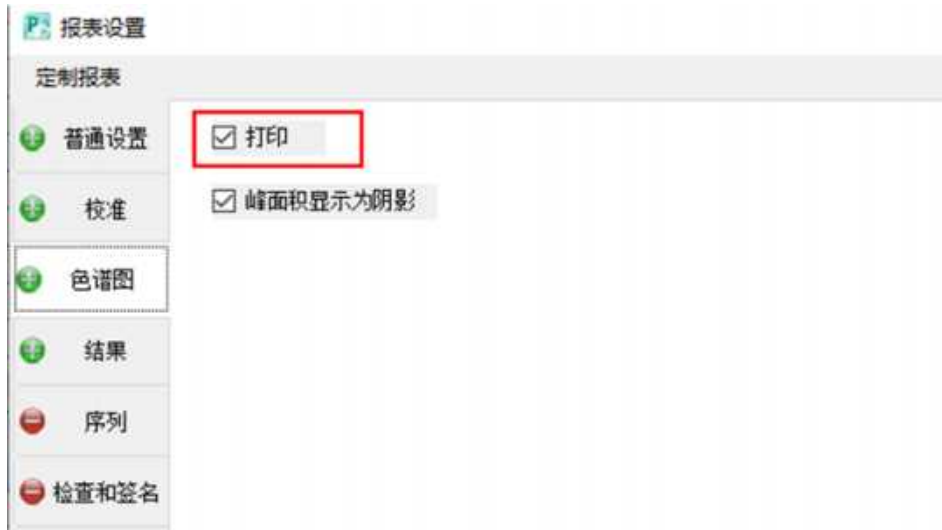 报表设置
定制报表
普通设置
打印
校准
峰面积显示为阴影
色谱图
结果
序列
检查和签名